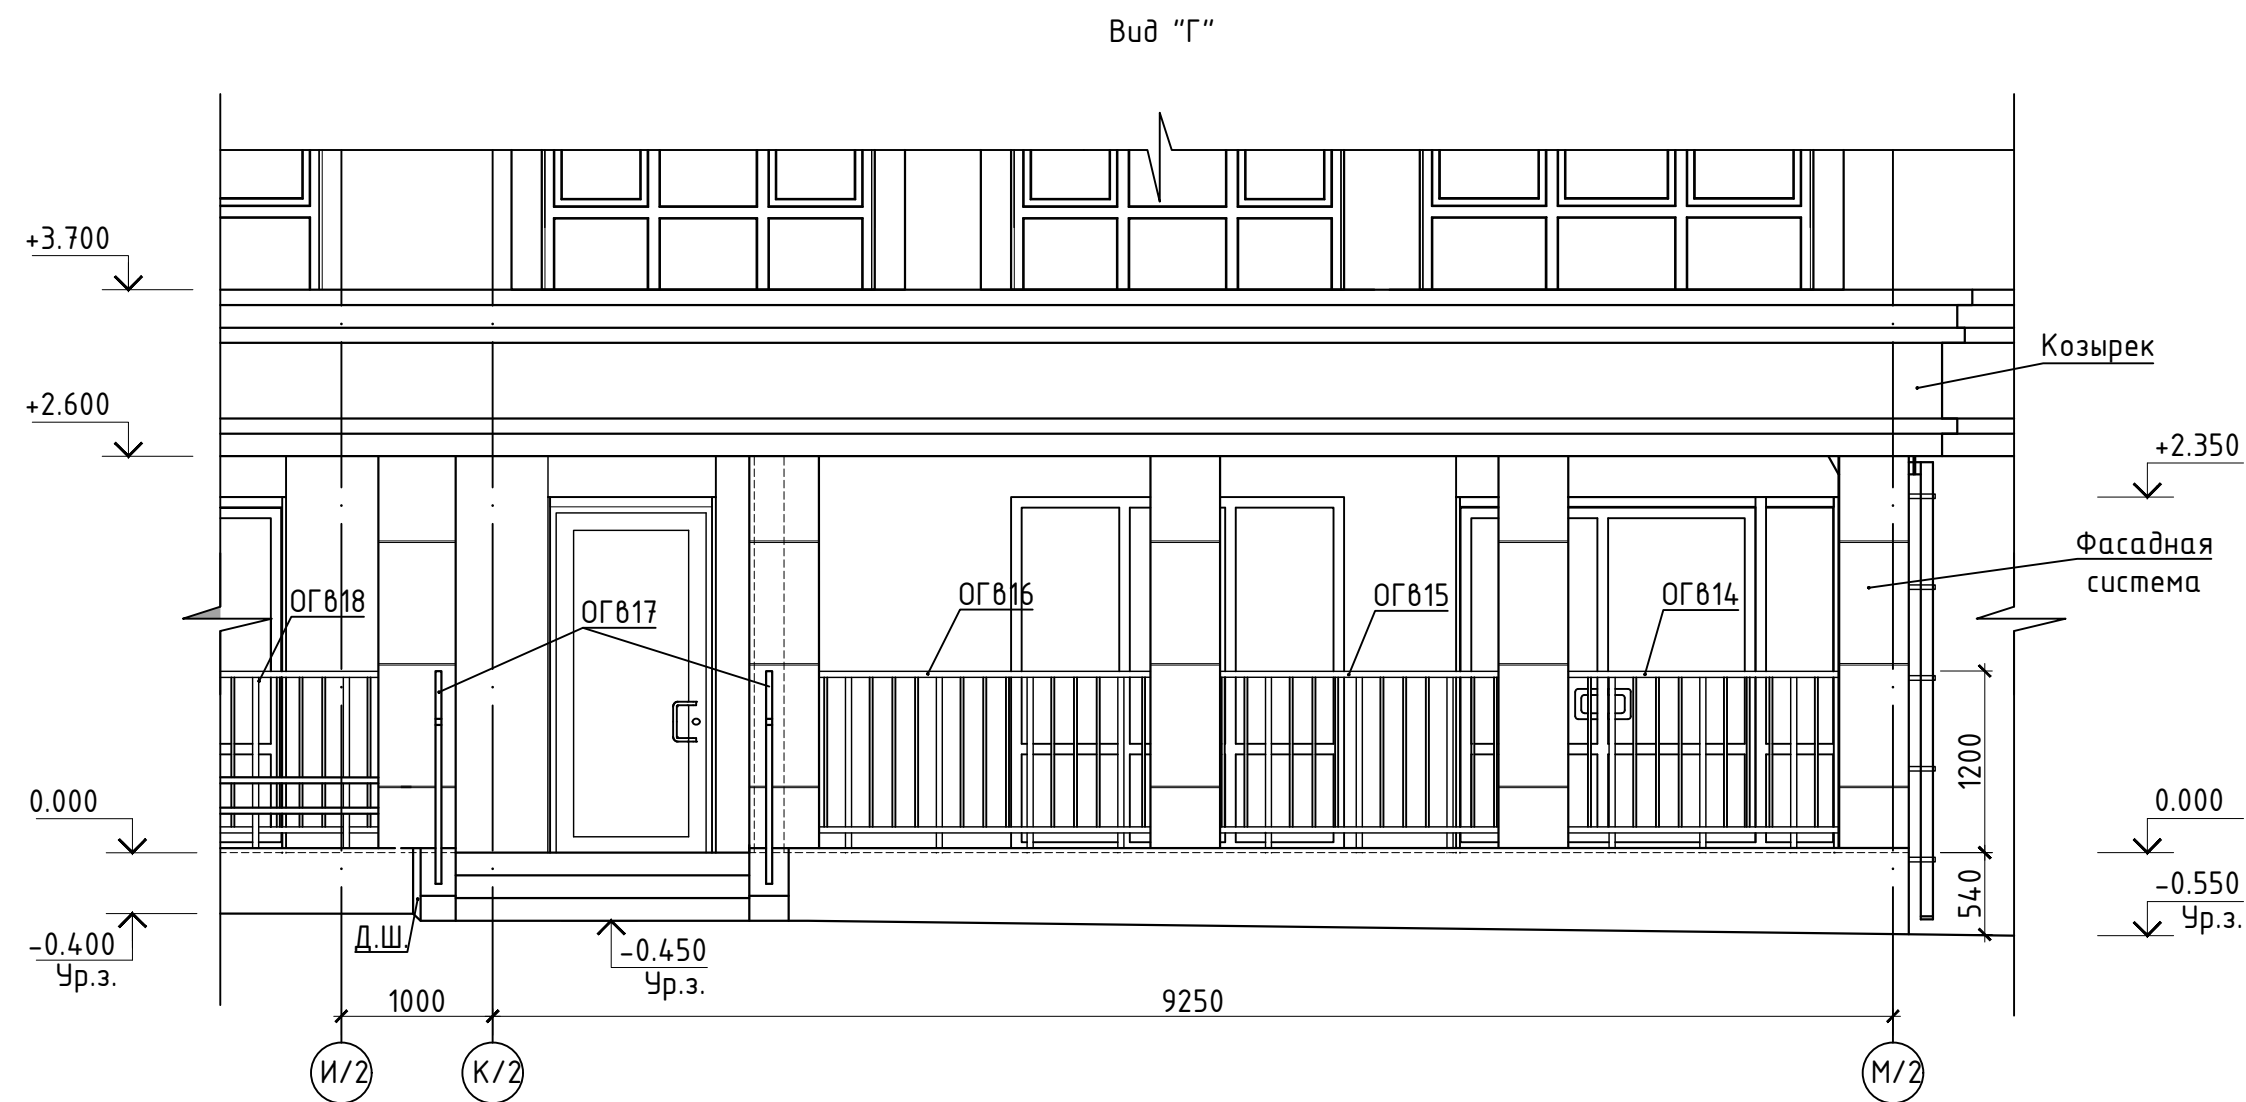 Вид "Г"
+3.700
Козырек
+2.600
+2.350
Фасадная
система
ОГв18
ОГв17
ОГв16
ОГв15
ОГв14
1200
0.000
0.000
540
-0.550
Ур.з.
-0.400
Ур.з.
Д.Ш.
-0.450
Ур.з.
1000
9250
И/2
К/2
М/2